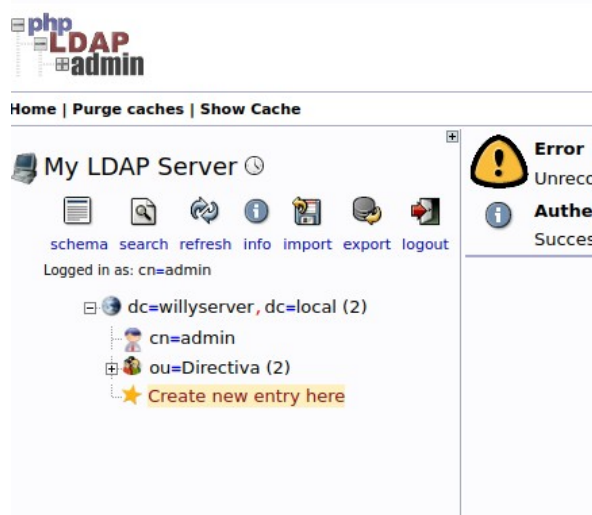 php
LDAP
admin
Home | Purge caches | Show Cache
My LDAP Server
schema search refresh info import export logout
Logged in as: cn=admin
dc=willyserver, dc=local (2)
cn=admin
ou=Directiva (2)
Create new entry here
Error
Unreco
Authe
Succes